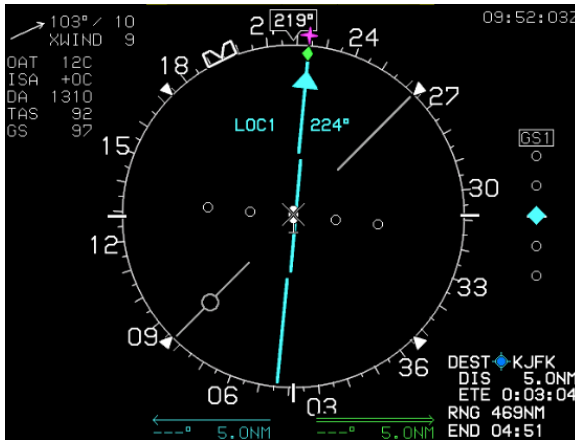 103°/ 10
XWIND 9
OAT 12C
ISA +0C
DA 1310
TAS 92
GS 97
09:52:03Z
219°
2
24
27
30
33
36
03
06
09
12
15
18
LOC1 224°
GS1
DEST KJFK
DIS 5.0NM
ETE 0:03:04
RNG 469NM
END 04:51
---° 5.0NM
---° 5.0NM